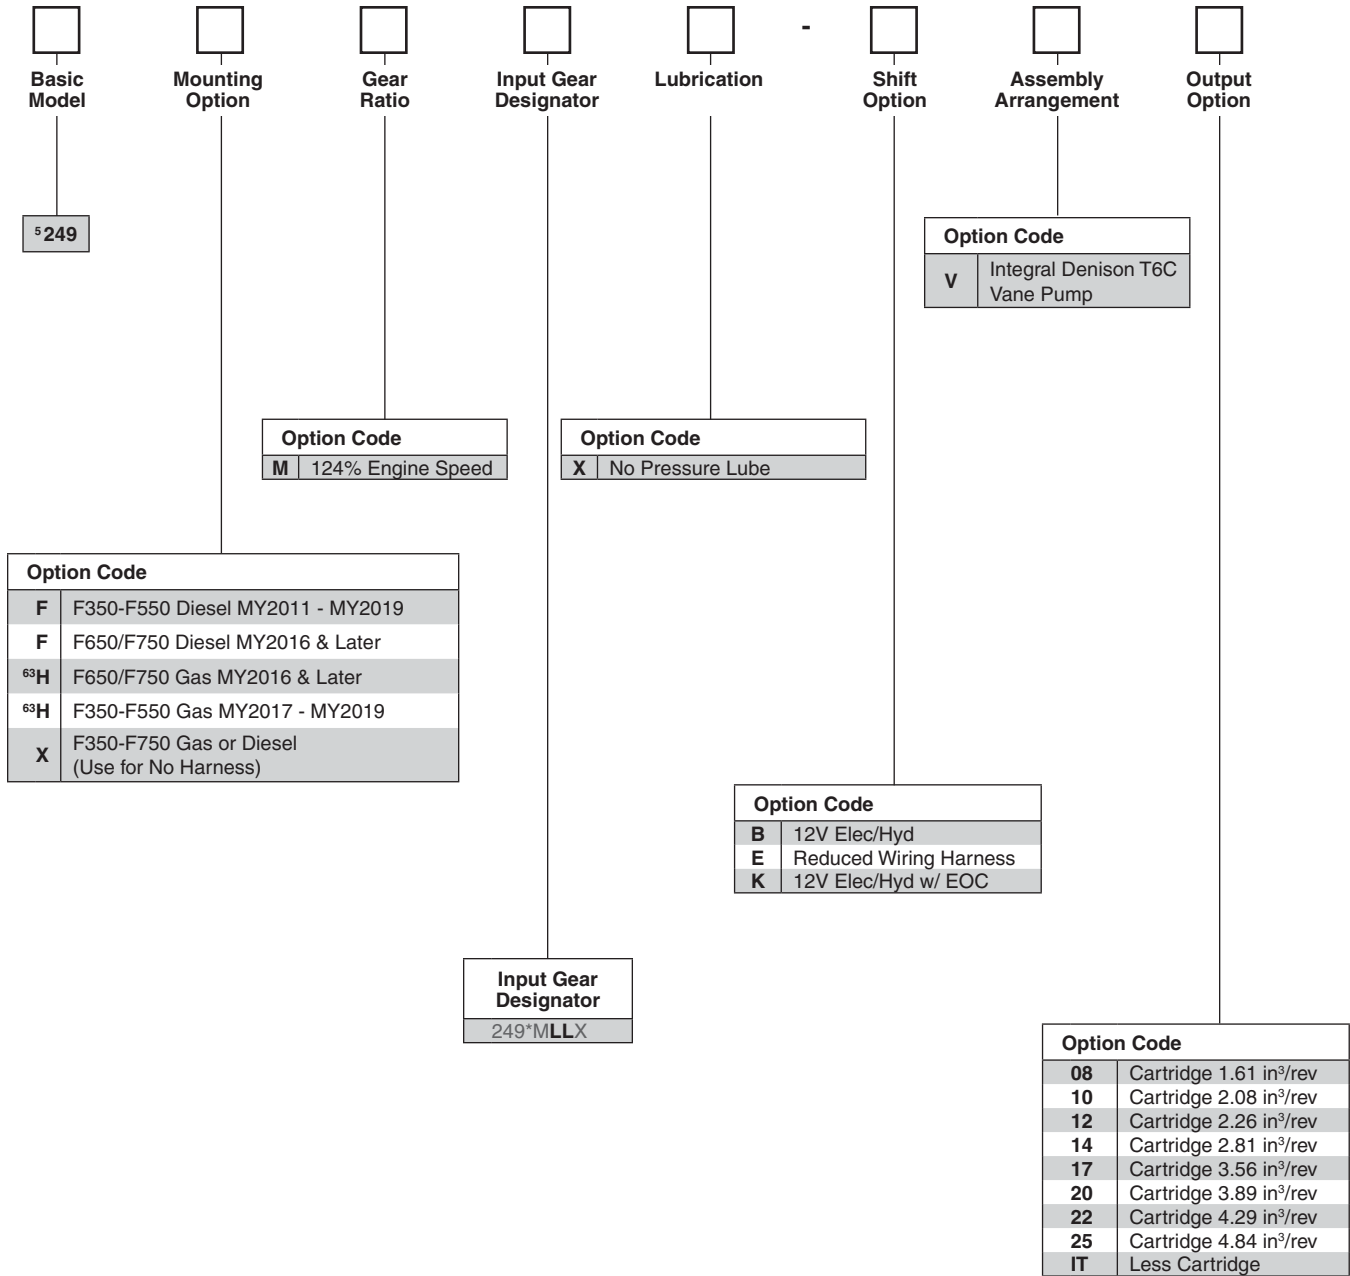 -
Basic
Model
Mounting
Option
Gear
Ratio
Input Gear
Designator
Lubrication
Shift
Option
Assembly
Arrangement
Output
Option
⁵249
Option Code
V Integral Denison T6C
Vane Pump
Option Code
M 124% Engine Speed
Option Code
X No Pressure Lube
Option Code
F F350-F550 Diesel MY2011 - MY2019
F F650/F750 Diesel MY2016 & Later
⁶³H F650/F750 Gas MY2016 & Later
⁶³H F350-F550 Gas MY2017 - MY2019
X F350-F750 Gas or Diesel
(Use for No Harness)
Option Code
B 12V Elec/Hyd
E Reduced Wiring Harness
K 12V Elec/Hyd w/ EOC
Input Gear
Designator
249*MLLX
Option Code
08 Cartridge 1.61 in³/rev
10 Cartridge 2.08 in³/rev
12 Cartridge 2.26 in³/rev
14 Cartridge 2.81 in³/rev
17 Cartridge 3.56 in³/rev
20 Cartridge 3.89 in³/rev
22 Cartridge 4.29 in³/rev
25 Cartridge 4.84 in³/rev
IT Less Cartridge